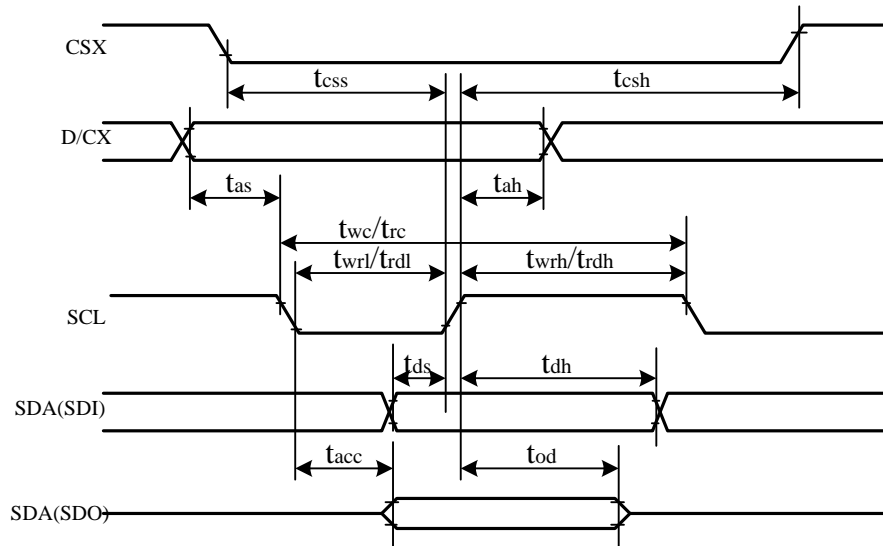 CSX
tcss
tcsh
D/CX
tas
tah
twc/trc
twrl/trdl
twrh/trdh
SCL
tds
tdh
SDA(SDI)
tacc
tod
SDA(SDO)